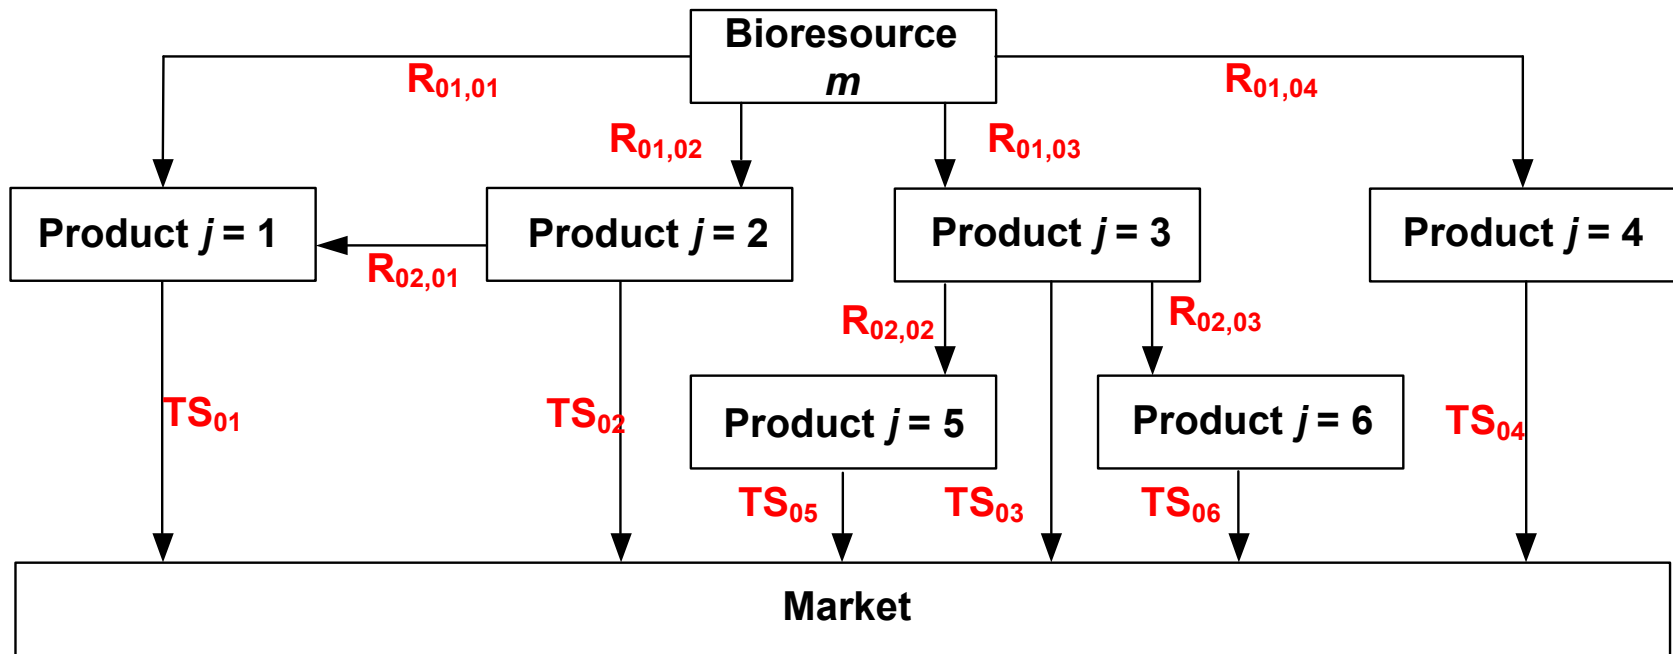 Bioresource
m
R01,01
R01,04
R01,02
R01,03
Product j = 1
Product j = 2
Product j = 3
Product j = 4
R02,01
R02,02
R02,03
TS01
TS02
Product j = 5
Product j = 6
TS04
TS05
TS03
TS06
Market